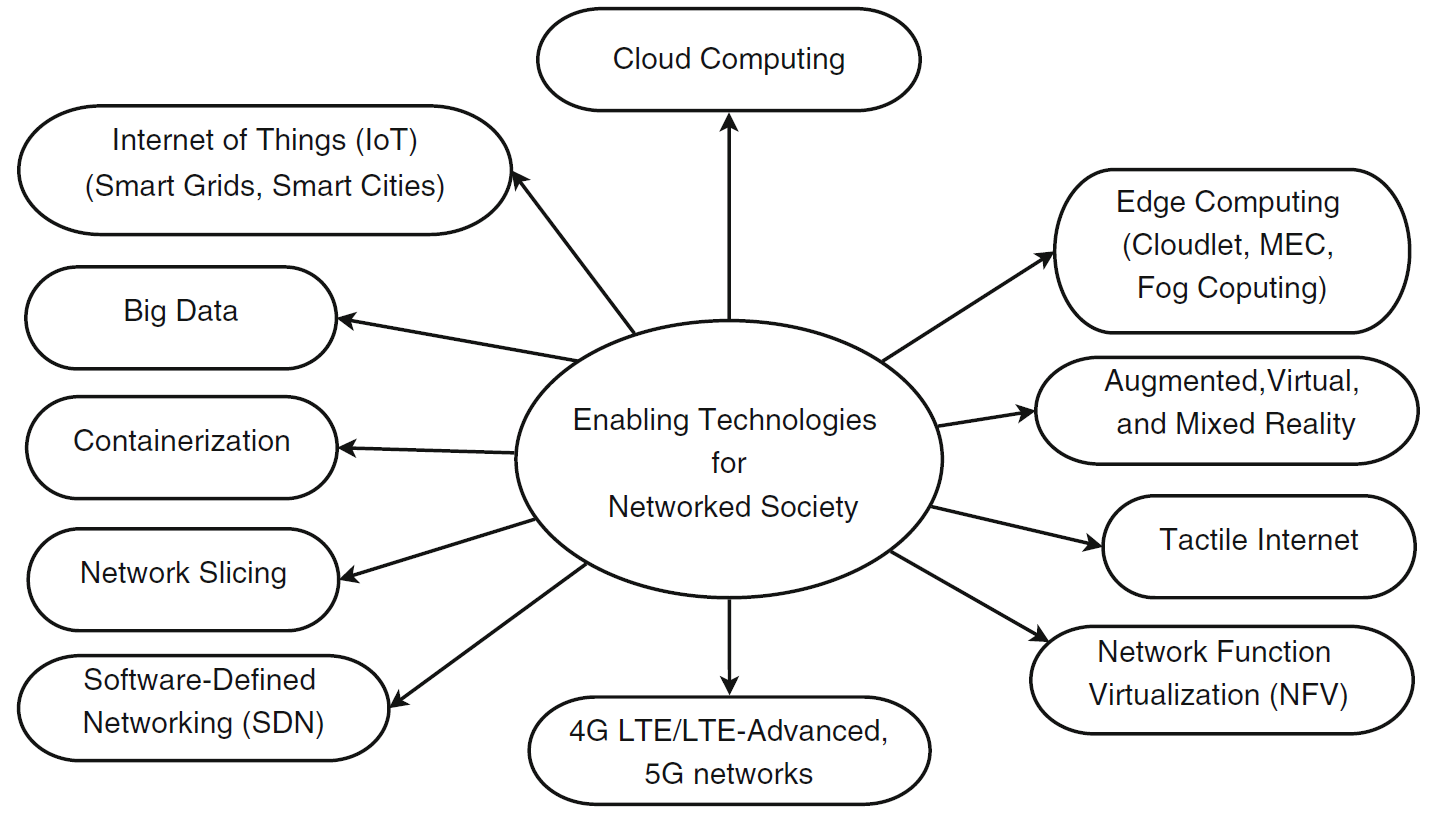 Cloud Computing
Internet of Things (IoT)
(Smart Grids, Smart Cities)
Edge Computing
(Cloudlet, MEC,
Fog Coputing)
Big Data
Augmented,Virtual,
and Mixed Reality
Containerization
Enabling Technologies
for
Networked Society
Tactile Internet
Network Slicing
Network Function
Virtualization (NFV)
Software-Defined
Networking (SDN)
4G LTE/LTE-Advanced,
5G networks